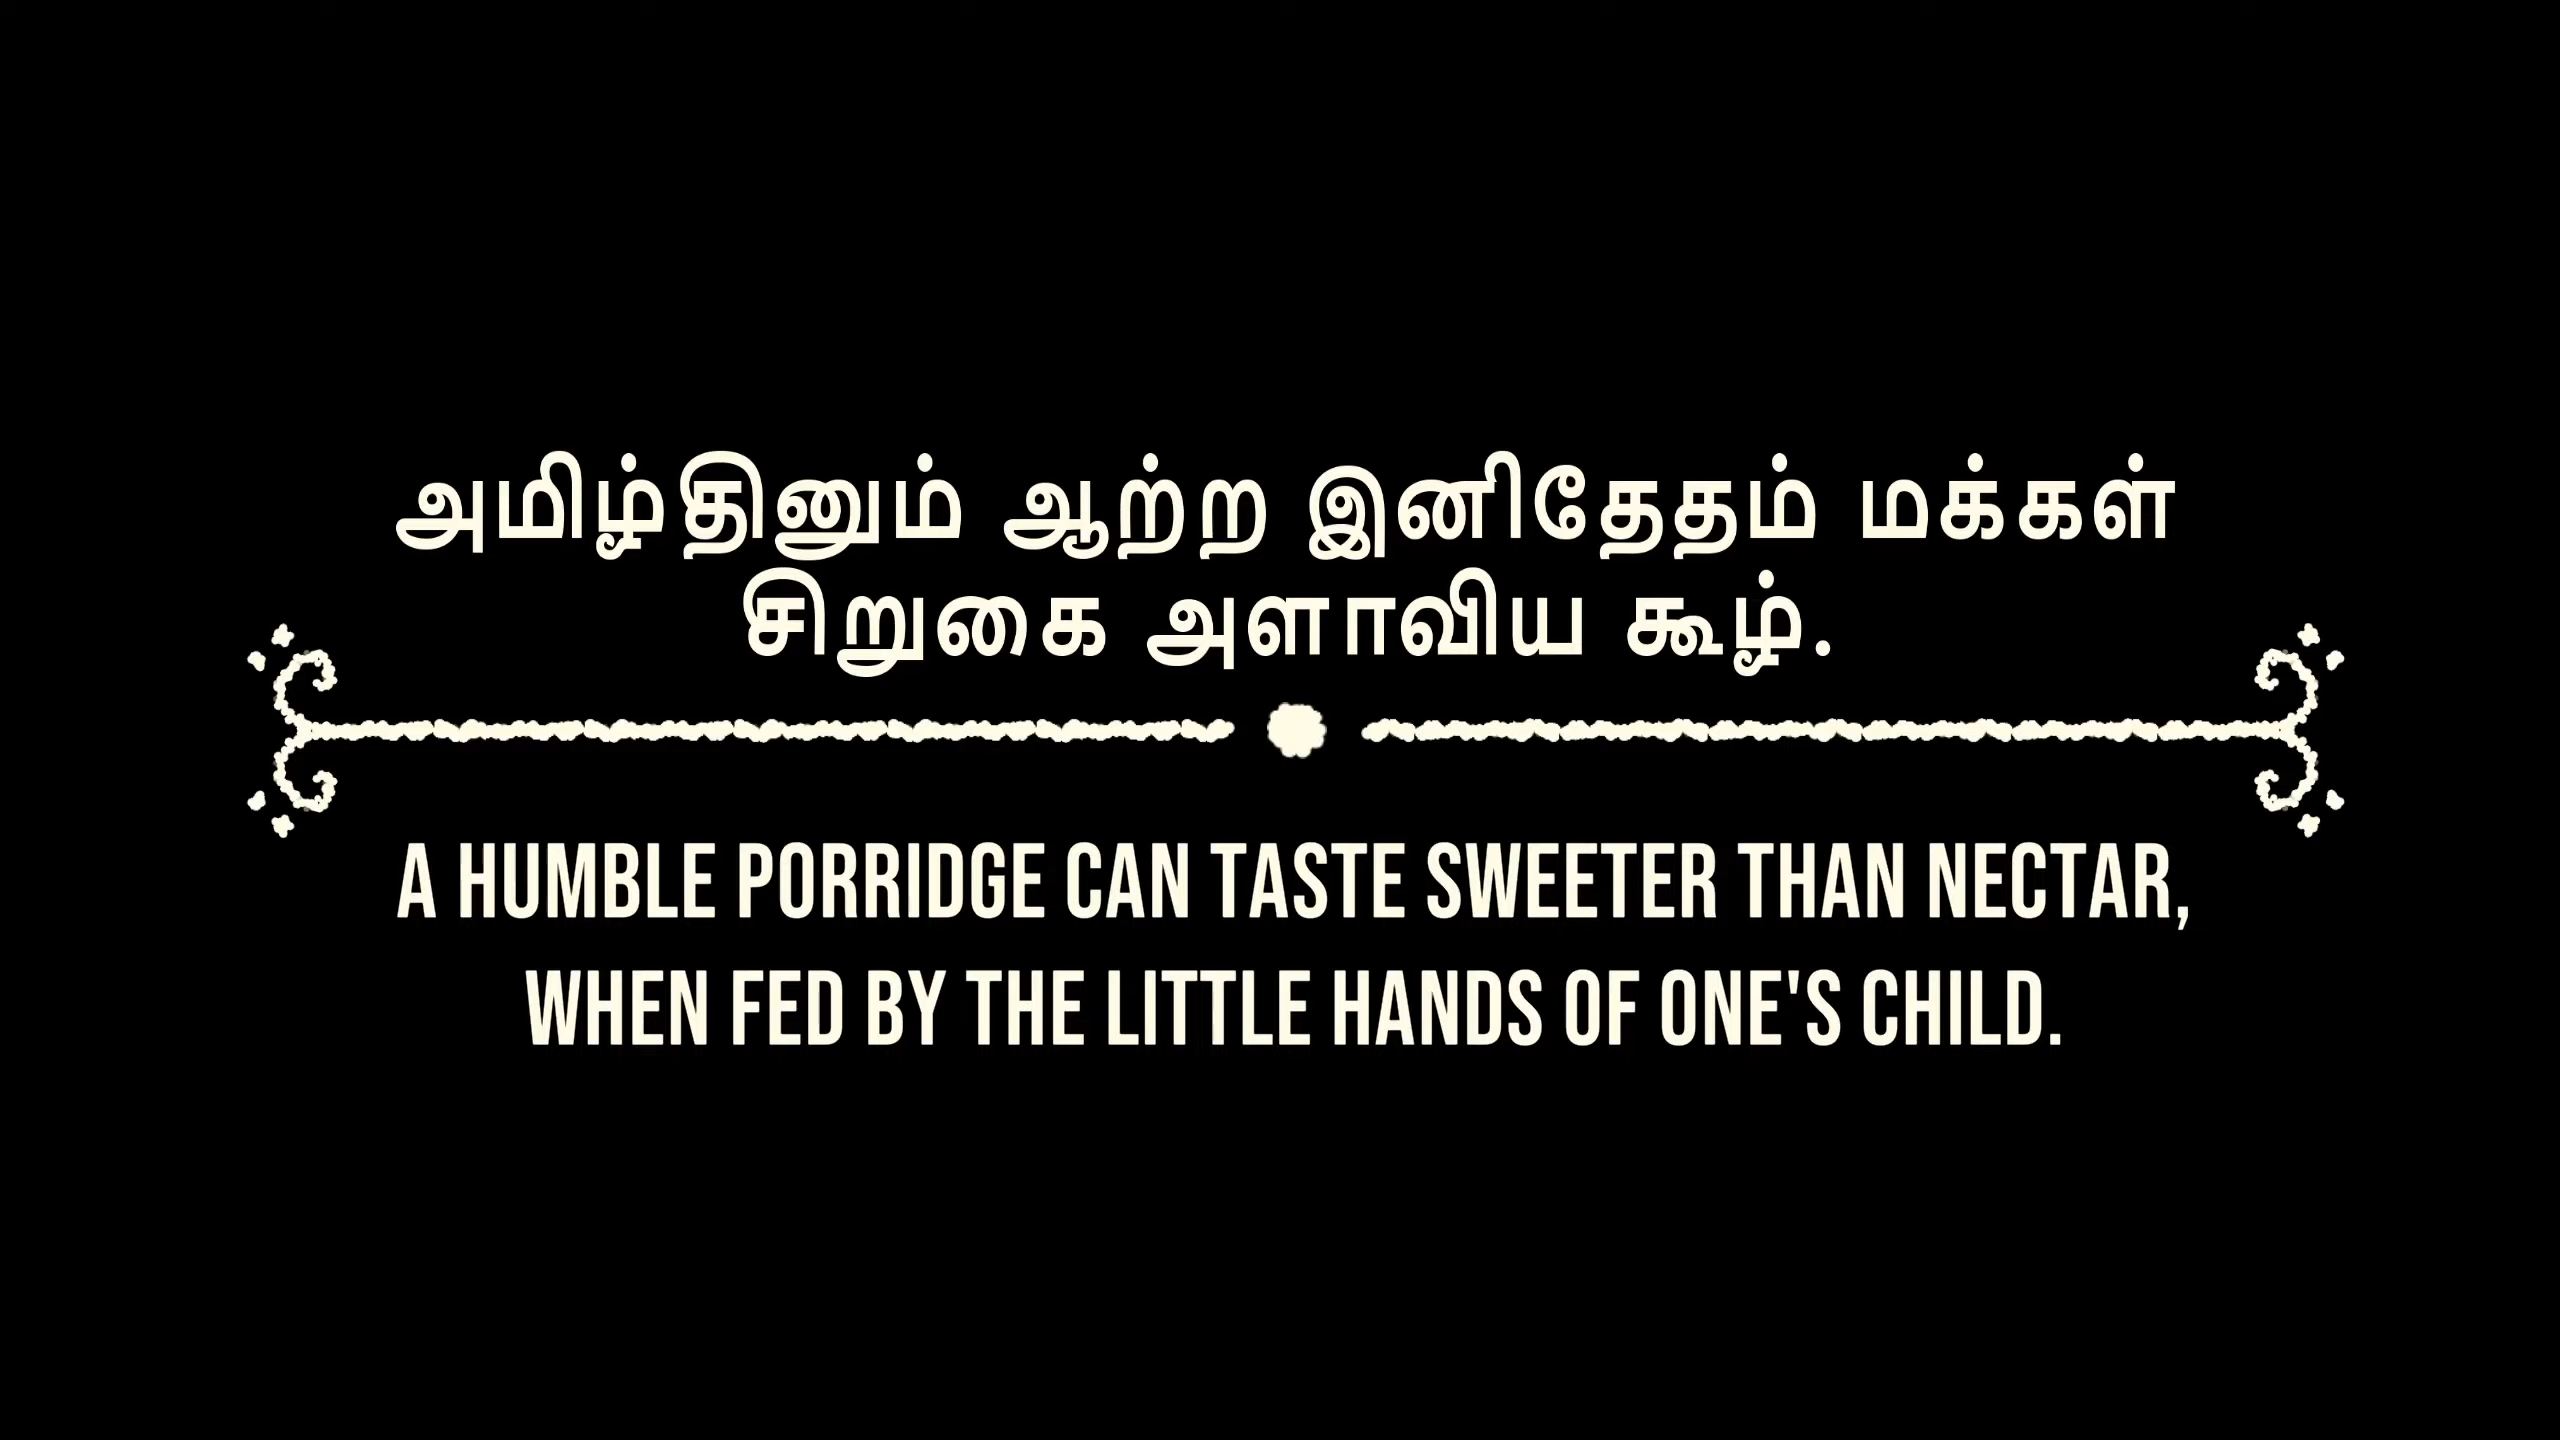 அமிழ்தினும் ஆற்ற இனிதேதம் மக்கள்
சிறுகை அளாவிய கூழ்.
A HUMBLE PORRIDGE CAN TASTE SWEETER THAN NECTAR,
WHEN FED BY THE LITTLE HANDS OF ONE'S CHILD.